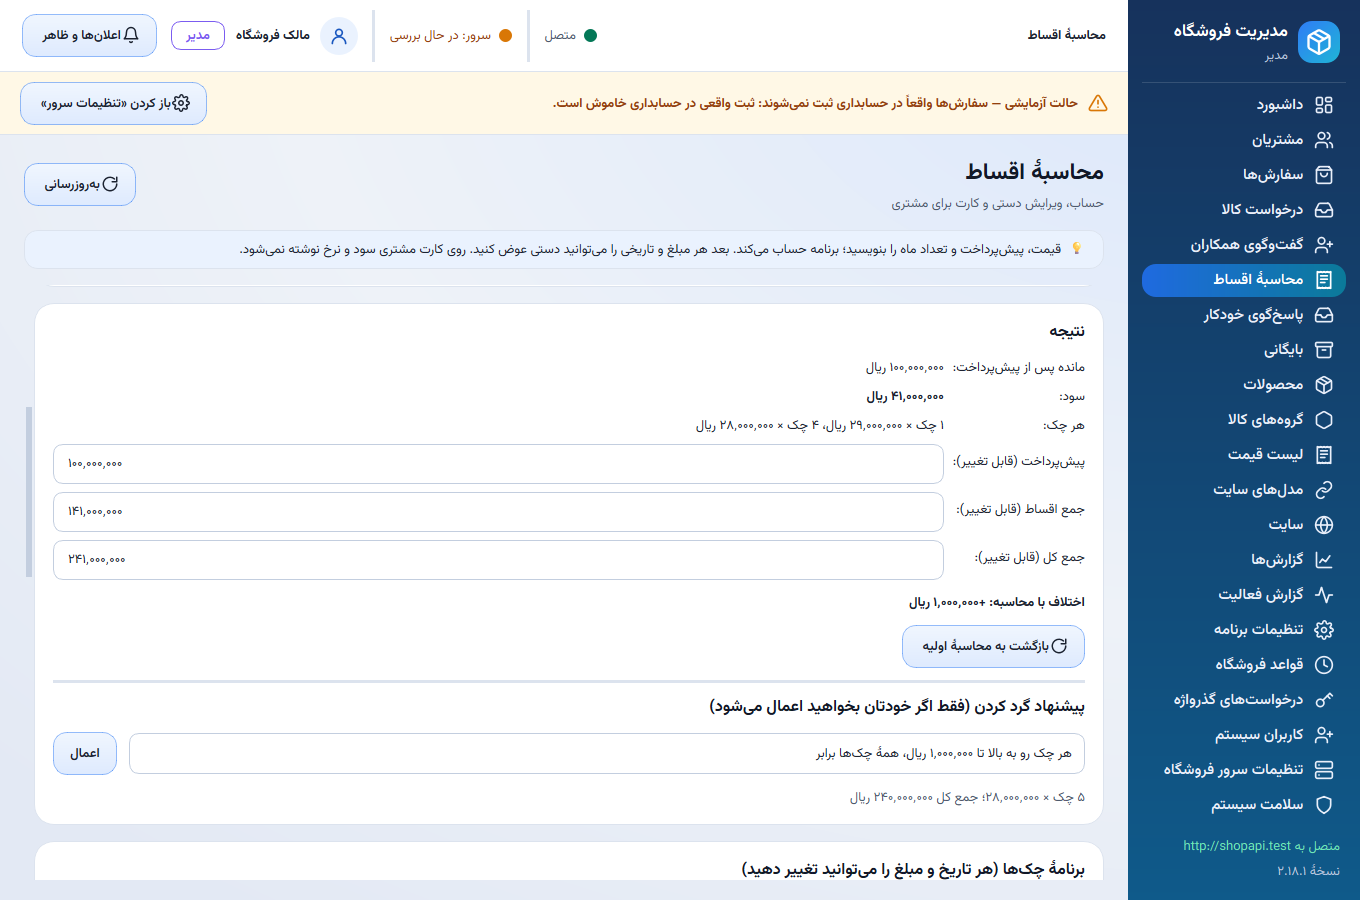 مدیریت فروشگاه
مدیر
داشبورد
مشتریان
سفارش‌ها
درخواست کالا
گفت‌وگوی همکاران
محاسبهٔ اقساط
پاسخ‌گوی خودکار
بایگانی
محصولات
گروه‌های کالا
لیست قیمت
مدل‌های سایت
سایت
گزارش‌ها
گزارش فعالیت
تنظیمات برنامه
قواعد فروشگاه
درخواست‌های گذرواژه
کاربران سیستم
تنظیمات سرور فروشگاه
سلامت سیستم
متصل به http://shopapi.test
نسخهٔ ۲.۱۸.۱
محاسبهٔ اقساط
متصل
سرور: در حال بررسی
مالک فروشگاه
مدیر
اعلان‌ها و ظاهر
حالت آزمایشی — سفارش‌ها واقعاً در حسابداری ثبت نمی‌شوند: ثبت واقعی در حسابداری خاموش است.
باز کردن «تنظیمات سرور»
محاسبهٔ اقساط
حساب، ویرایش دستی و کارت برای مشتری
به‌روزرسانی
قیمت، پیش‌پرداخت و تعداد ماه را بنویسید؛ برنامه حساب می‌کند. بعد هر مبلغ و تاریخی را می‌توانید دستی عوض کنید. روی کارت مشتری سود و نرخ نوشته نمی‌شود.
نتیجه
مانده پس از پیش‌پرداخت: ۱۰۰,۰۰۰,۰۰۰ ریال
سود: ۴۱,۰۰۰,۰۰۰ ریال
هر چک: ۱ چک × ۲۹,۰۰۰,۰۰۰ ریال، ۴ چک × ۲۸,۰۰۰,۰۰۰ ریال
پیش‌پرداخت (قابل تغییر): ۱۰۰,۰۰۰,۰۰۰
جمع اقساط (قابل تغییر): ۱۴۱,۰۰۰,۰۰۰
جمع کل (قابل تغییر): ۲۴۱,۰۰۰,۰۰۰
اختلاف با محاسبه: +۱,۰۰۰,۰۰۰ ریال
بازگشت به محاسبهٔ اولیه
پیشنهاد گرد کردن (فقط اگر خودتان بخواهید اعمال می‌شود)
هر چک رو به بالا تا ۱,۰۰۰,۰۰۰ ریال، همهٔ چک‌ها برابر
اعمال
۵ چک × ۲۸,۰۰۰,۰۰۰؛ جمع کل ۲۴۰,۰۰۰,۰۰۰ ریال
برنامهٔ چک‌ها (هر تاریخ و مبلغ را می‌توانید تغییر دهید)